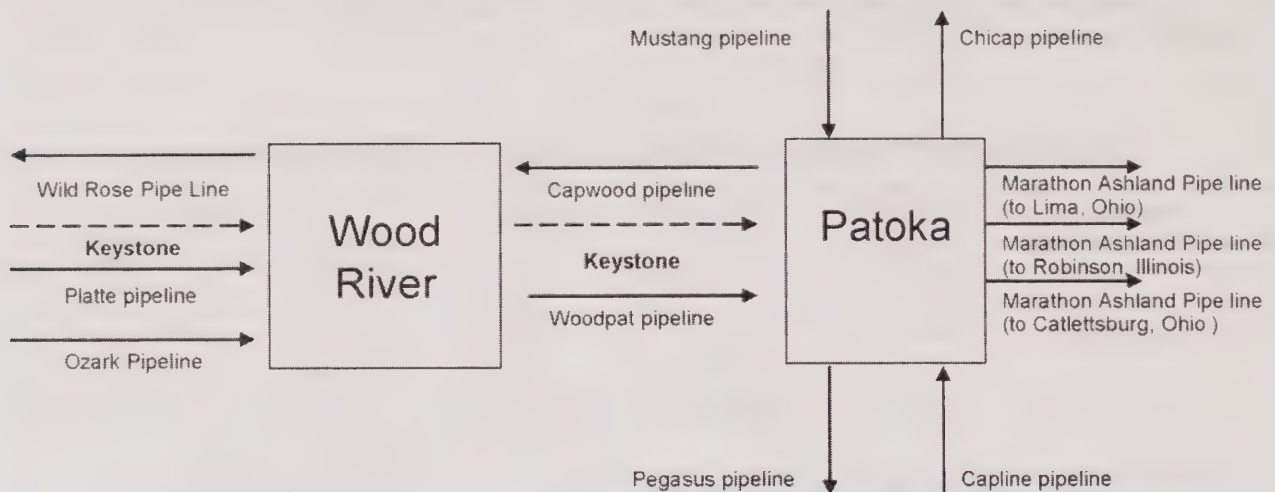 Mustang pipeline
Chicap pipeline
Wild Rose Pipe Line
Keystone
Platte pipeline
Ozark Pipeline
Wood
River
Capwood pipeline
Keystone
Woodpat pipeline
Patoka
Marathon Ashland Pipe line
(to Lima, Ohio)
Marathon Ashland Pipe line
(to Robinson, Illinois)
Marathon Ashland Pipe line
(to Catlettsburg, Ohio )
Pegasus pipeline
Capline pipeline